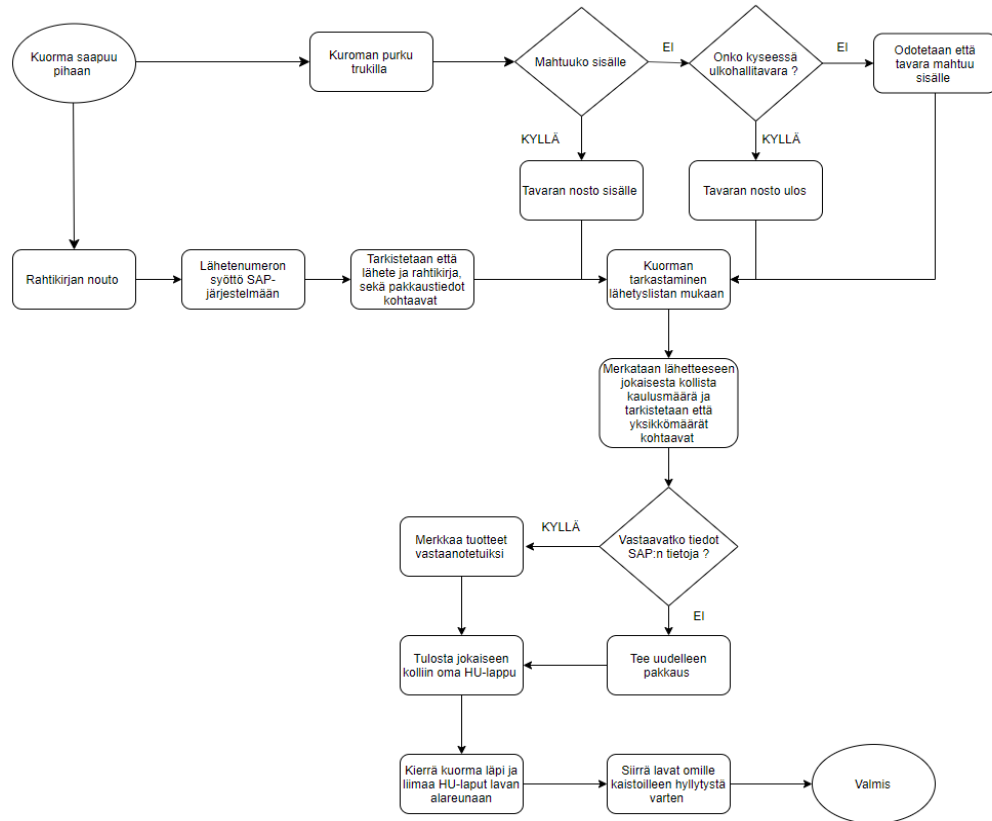 Kuorma saapuu
pihaan
Kuroman purku
trukilla
Mahtuuko sisälle
EI
Onko kyseessä
ulkohallitavara ?
EI
Odotetaan että
tavara mahtuu
sisälle
KYLLÄ
KYLLÄ
Tavaran nosto sisälle
Tavaran nosto ulos
Rahtikirjan nouto
Lähetenumeron
syöttö SAP-
järjestelmään
Tarkistetaan että
lähete ja rahtikirja,
sekä pakkaustiedot
kohtaavat
Kuorman
tarkastaminen
lähetyslistan mukaan
Merkataan lähetteeseen
jokaisesta kollista
kaulusmäärä ja
tarkistetaan että
yksikkömäärät
kohtaavat
Vastaavatko tiedot
SAP:n tietoja ?
KYLLÄ
Merkkaa tuotteet
vastaanotetuiksi
EI
Tulosta jokaiseen
kolliin oma HU-lappu
Tee uudelleen
pakkaus
Kierrä kuorma läpi ja
liimaa HU-laput lavan
alareunaan
Siirrä lavat omille
kaistoilleen hyllytystä
varten
Valmis